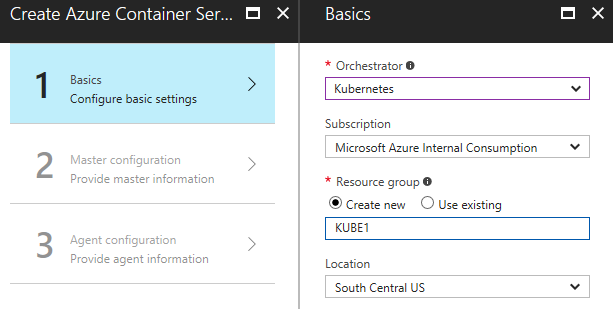 Create Azure Container Ser...
1
Basics
Configure basic settings
2
Master configuration
Provide master information
3
Agent configuration
Provide agent information
Basics
* Orchestrator
Kubernetes
Subscription
Microsoft Azure Internal Consumption
* Resource group
Create new Use existing
KUBE1
Location
South Central US